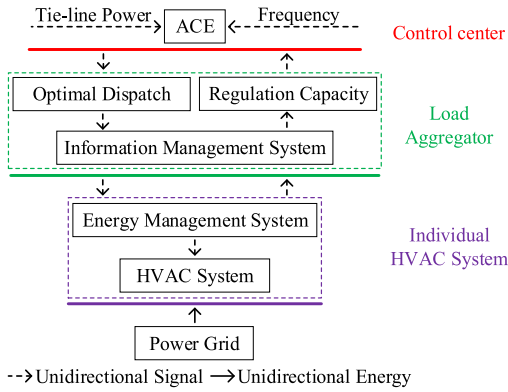 Tie-line Power
ACE
Frequency
Control center
Optimal Dispatch
Regulation Capacity
Load
Aggregator
Information Management System
Energy Management System
Individual
HVAC System
HVAC System
Power Grid
Unidirectional Signal
Unidirectional Energy